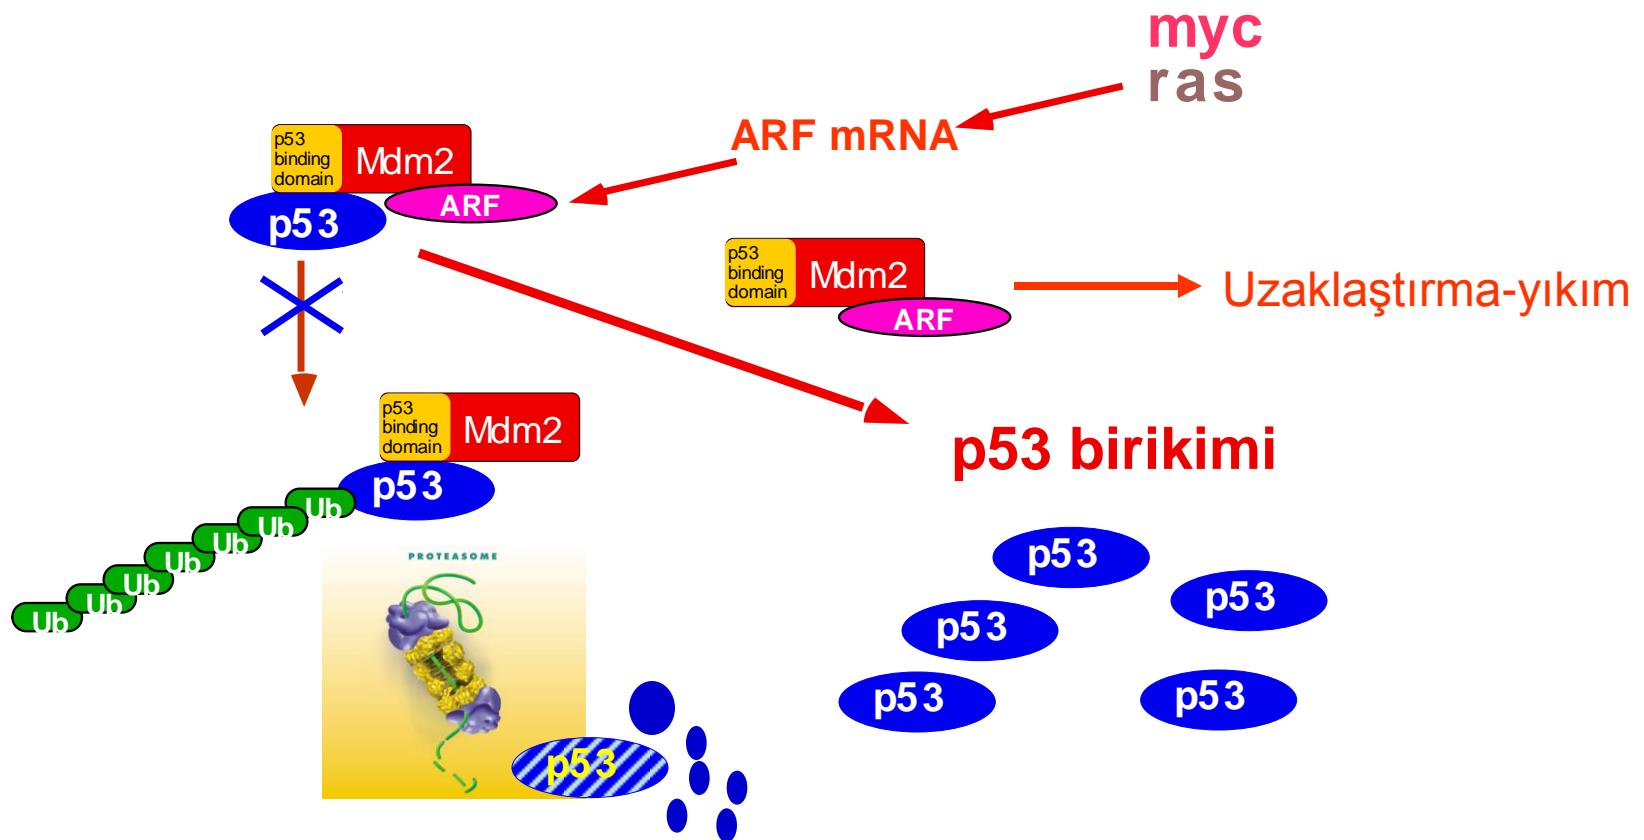 myc
ras
ARF mRNA
p53
binding
domain
Mdm2
ARF
p53
p53
binding
domain
Mdm2
ARF
Uzaklaştırma-yıkım
p53
binding
domain
Mdm2
p53
p53 birikimi
Ub
Ub
Ub
Ub
Ub
Ub
Ub
PROTEASOME
p53
p53
p53
p53
p53
p53